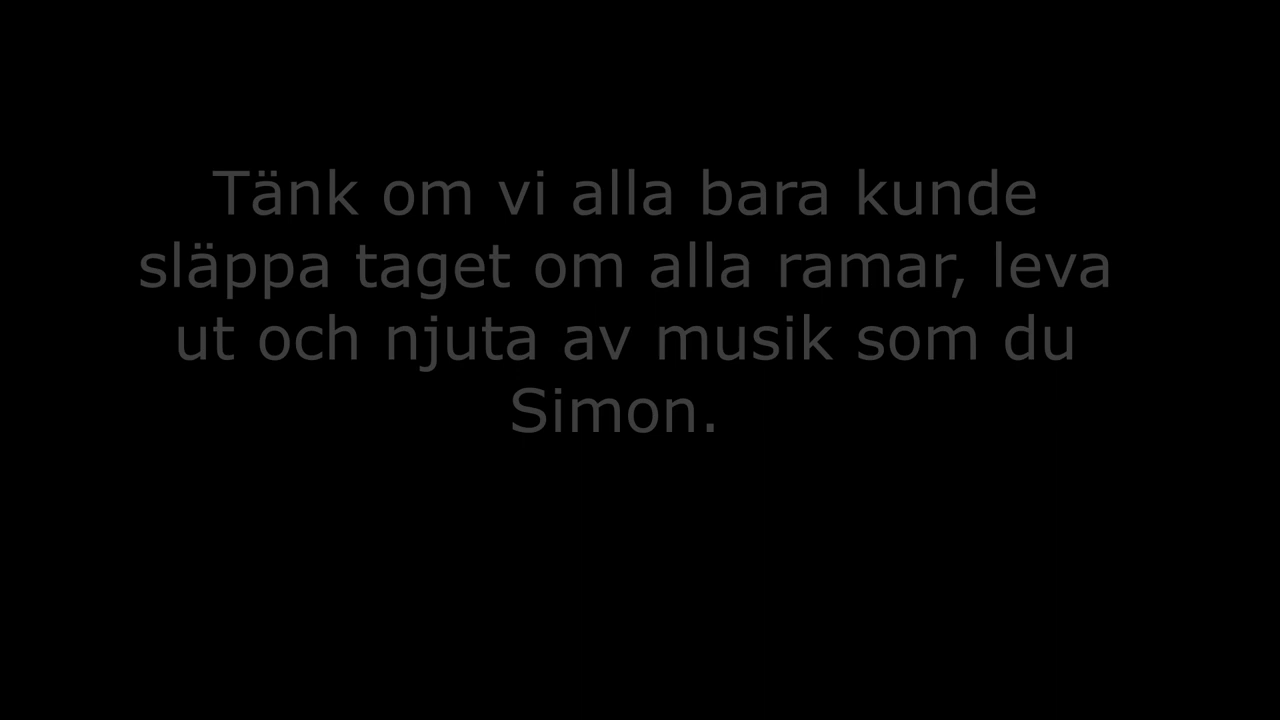 Tänk om vi alla bara kunde
släppa taget om alla ramar, leva
ut och njuta av musik som du
Simon.